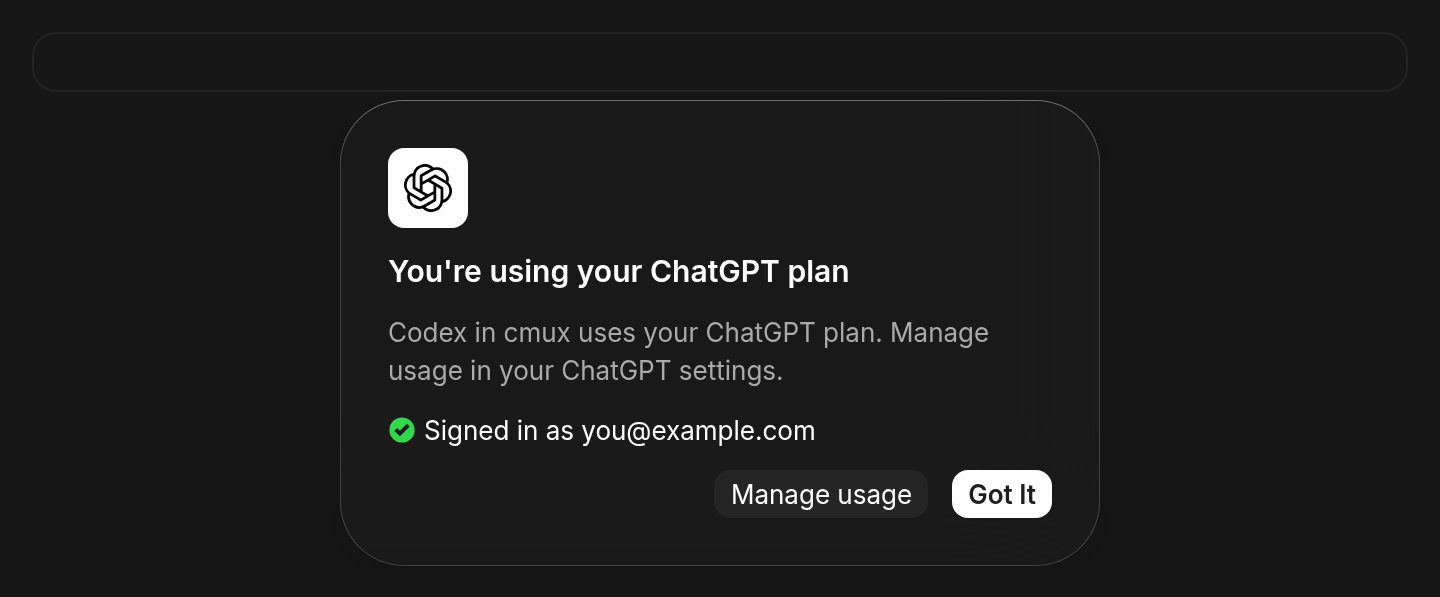 You're using your ChatGPT plan
Codex in cmux uses your ChatGPT plan. Manage
usage in your ChatGPT settings.
Signed in as you@example.com
Manage usage
Got It